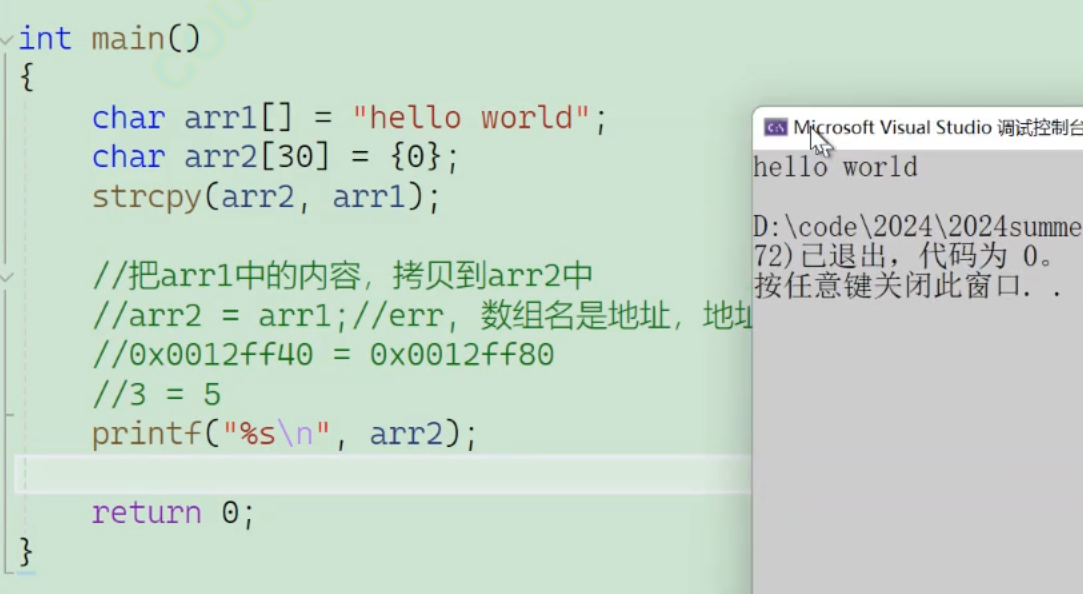 int main()
{
char arr1[] = "hello world";
char arr2[30] = {0};
strcpy(arr2, arr1);
//把arr1中的内容，拷贝到arr2中
//arr2 = arr1;//err，数组名是地址，地址
//0x0012ff40 = 0x0012ff80
//3 = 5
printf("%s\n", arr2);
return 0;
}
Microsoft Visual Studio 调试控制台
hello world
D:\code\2024\2024summe
72)已退出，代码为 0。
按任意键关闭此窗口. .